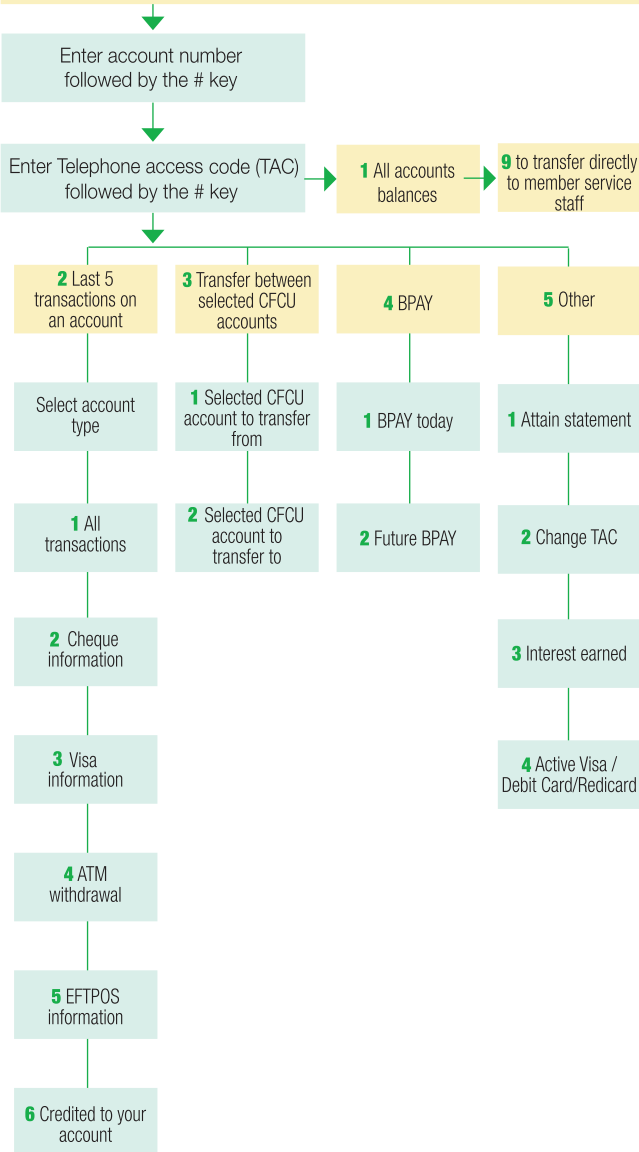 Enter account number
followed by the # key
Enter Telephone access code (TAC)
followed by the # key
1 All accounts
balances
9 to transfer directly
to member service
staff
2 Last 5
transactions on
an account
Select account
type
1 All
transactions
2 Cheque
information
3 Visa
information
4 ATM
withdrawal
5 EFTPOS
information
6 Credited to your
account
3 Transfer between
selected CFCU
accounts
1 Selected CFCU
account to transfer
from
2 Selected CFCU
account to
transfer to
4 BPAY
1 BPAY today
2 Future BPAY
5 Other
1 Attain statement
2 Change TAC
3 Interest earned
4 Active Visa /
Debit Card/Redicard